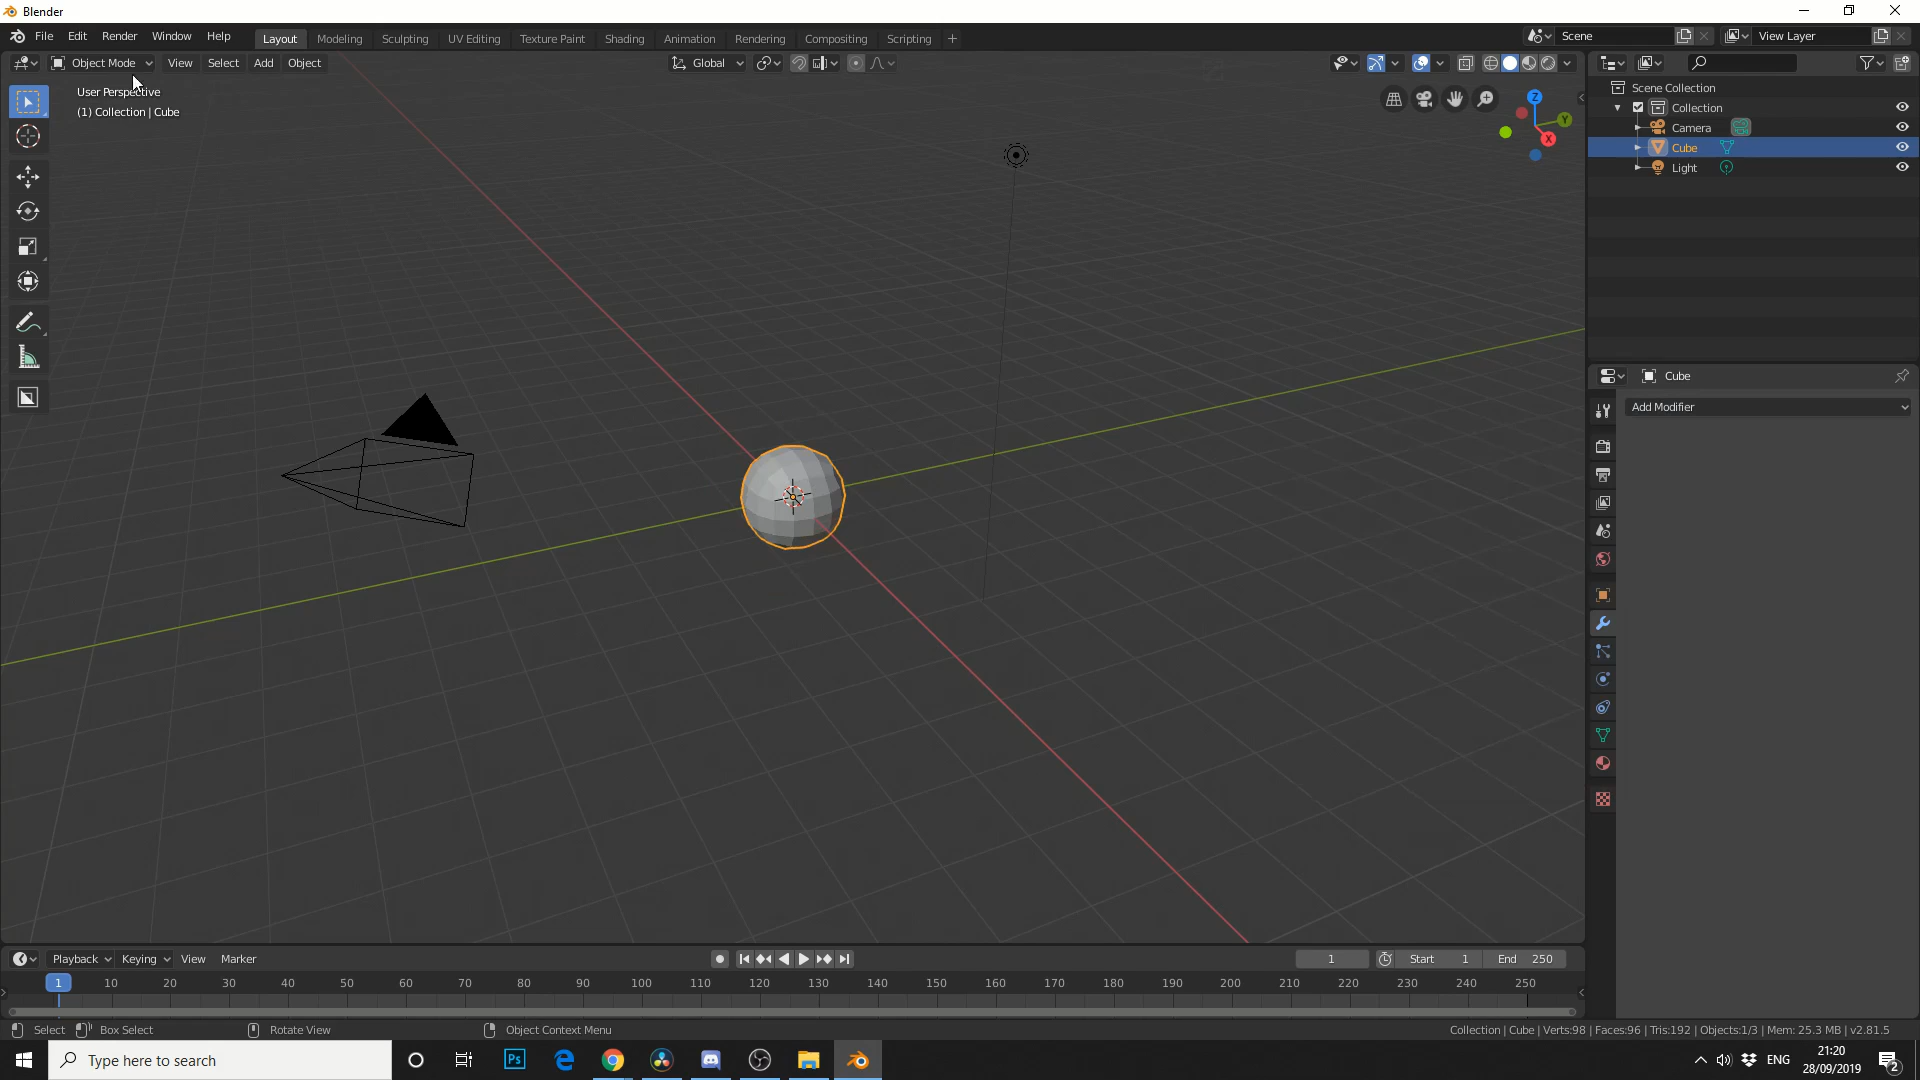 Blender
File Edit Render Window Help Layout Modeling Sculpting UV Editing Texture Paint Shading Animation Rendering Compositing Scripting + Scene View Layer
Object Mode View Select Add Object Global
User Perspective
(1) Collection | Cube
Z
Y
X
Scene Collection
Collection
Camera
Cube
Light
Cube
Add Modifier
Playback Keying View Marker 1 Start 1 End 250
1 10 20 30 40 50 60 70 80 90 100 110 120 130 140 150 160 170 180 190 200 210 220 230 240 250
Select Box Select Rotate View Object Context Menu Collection | Cube | Verts:98 | Faces:96 | Tris:192 | Objects:1/3 | Mem: 25.3 MB | v2.81.5
Type here to search
Ps
ENG
21:20
28/09/2019
2